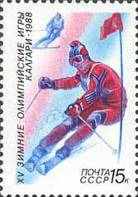 XV ЗИМНИЕ ОЛИМПИЙСКИЕ ИГРЫ
КАЛГАРИ·1988
ПОЧТА
СССР 15к